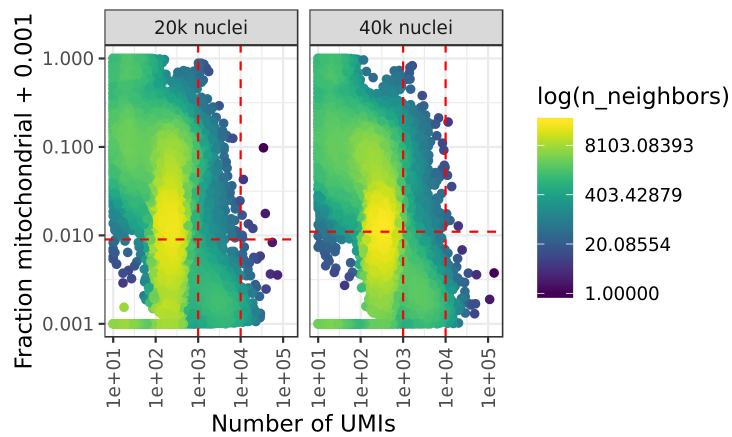 20k nuclei
40k nuclei
Fraction mitochondrial + 0.001
1.000
0.100
0.010
0.001
1e+01
1e+02
1e+03
1e+04
1e+05
1e+01
1e+02
1e+03
1e+04
1e+05
Number of UMIs
log(n_neighbors)
8103.08393
403.42879
20.08554
1.00000